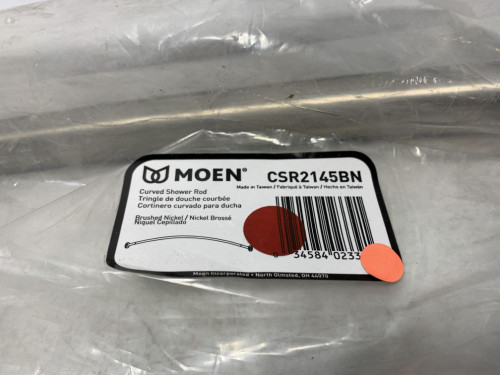 MOEN®
CSR2145BN
Made in Taiwan / Fabriqué à Taiwan / Hecho en Taiwán
Curved Shower Rod
Tringle de douche courbée
Cortinero curvado para ducha
Brushed Nickel / Nickel Brossé
Níquel Cepillado
34584 0233
Moen Incorporated • North Olmsted, OH 44070